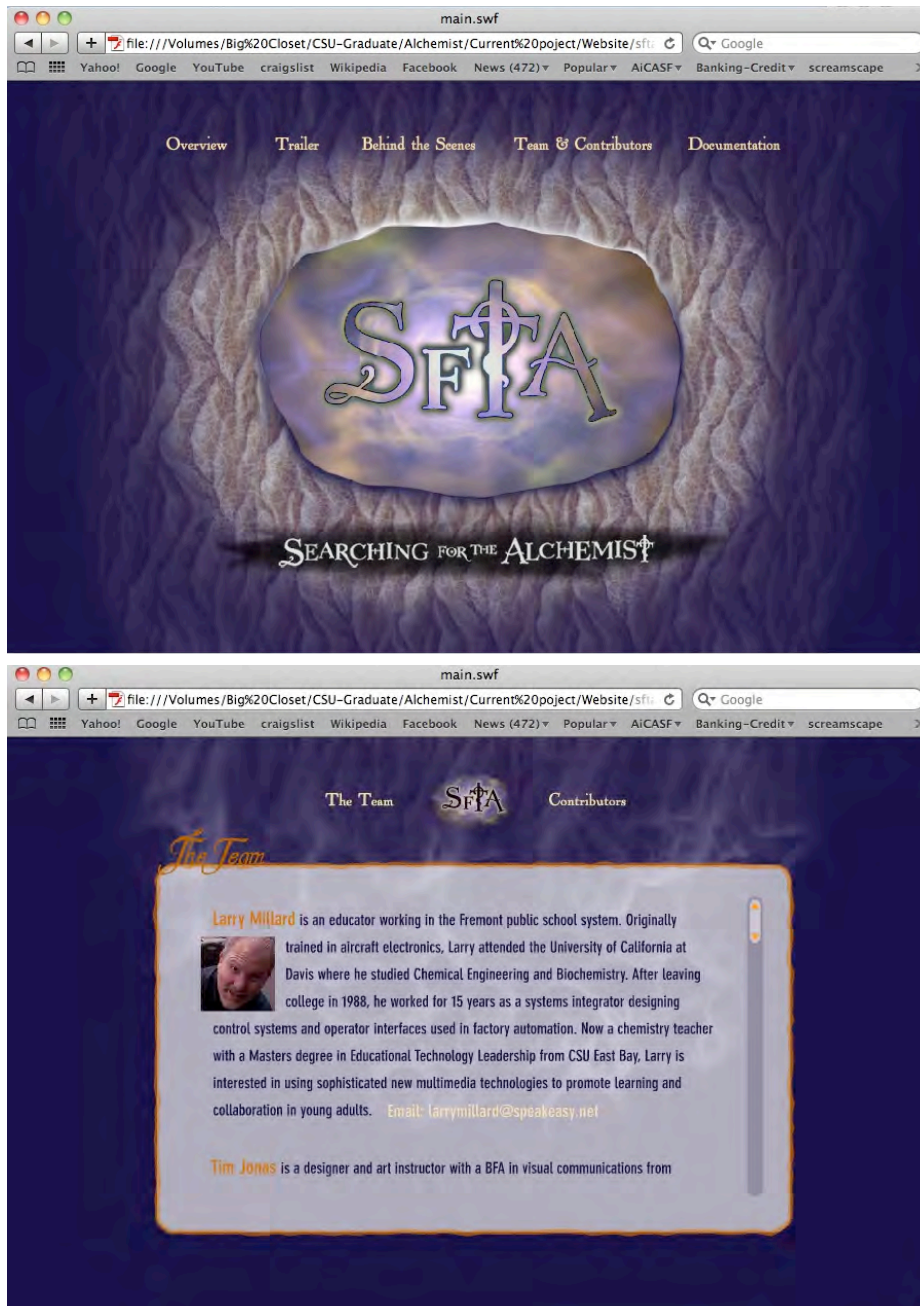 main.swf
file:///Volumes/Big%20Closet/CSU-Graduate/Alchemist/Current%20poject/Website/sft
Google
Yahoo! Google YouTube craigslist Wikipedia Facebook News (472) Popular AiCASF Banking-Credit screamscape
Overview Trailer Behind the Scenes Team & Contributors Documentation
SFTA
SEARCHING FOR THE ALCHEMIST
main.swf
file:///Volumes/Big%20Closet/CSU-Graduate/Alchemist/Current%20poject/Website/sft
Google
Yahoo! Google YouTube craigslist Wikipedia Facebook News (472) Popular AiCASF Banking-Credit screamscape
The Team SFTA Contributors
The Team
Larry Millard is an educator working in the Fremont public school system. Originally
trained in aircraft electronics, Larry attended the University of California at
Davis where he studied Chemical Engineering and Biochemistry. After leaving
college in 1988, he worked for 15 years as a systems integrator designing
control systems and operator interfaces used in factory automation. Now a chemistry teacher
with a Masters degree in Educational Technology Leadership from CSU East Bay, Larry is
interested in using sophisticated new multimedia technologies to promote learning and
collaboration in young adults. Email: larrymillard@speakeasy.net
Tim Jonas is a designer and art instructor with a BFA in visual communications from